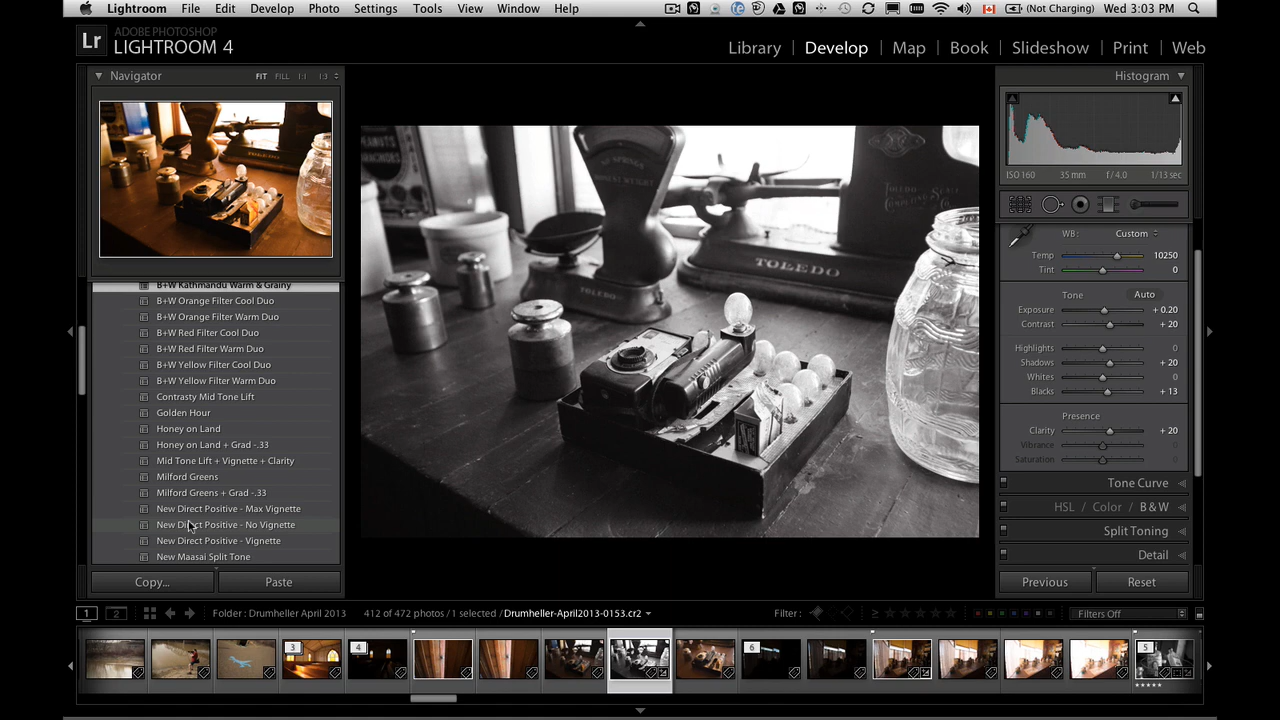 Lightroom File Edit Develop Photo Settings Tools View Window Help (Not Charging) Wed 3:03 PM
ADOBE PHOTOSHOP
Lr LIGHTROOM 4
Library | Develop | Map | Book | Slideshow | Print | Web
Navigator FIT FILL 1:1 1:3
Histogram
ISO 160 35 mm f / 4.0 1/13 sec
TOLEDO
TOLEDO
TOLEDO
WB: Custom
Temp 10250
Tint 0
Tone Auto
Exposure + 0.20
Contrast + 20
Highlights 0
Shadows + 20
Whites 0
Blacks + 13
Presence
Clarity + 20
Vibrance
Saturation
Tone Curve
HSL / Color / B&W
Split Toning
Detail
B+W Kathmandu Warm & Grainy
B+W Orange Filter Cool Duo
B+W Orange Filter Warm Duo
B+W Red Filter Cool Duo
B+W Red Filter Warm Duo
B+W Yellow Filter Cool Duo
B+W Yellow Filter Warm Duo
Contrasty Mid Tone Lift
Golden Hour
Honey on Land
Honey on Land + Grad -.33
Mid Tone Lift + Vignette + Clarity
Milford Greens
Milford Greens + Grad -.33
New Direct Positive - Max Vignette
New Direct Positive - No Vignette
New Direct Positive - Vignette
New Maasai Split Tone
Copy... Paste
Previous Reset
1 2 Folder : Drumheller April 2013 412 of 472 photos / 1 selected / Drumheller-April2013-0153.cr2 Filter : Filters Off
3 4 6 5